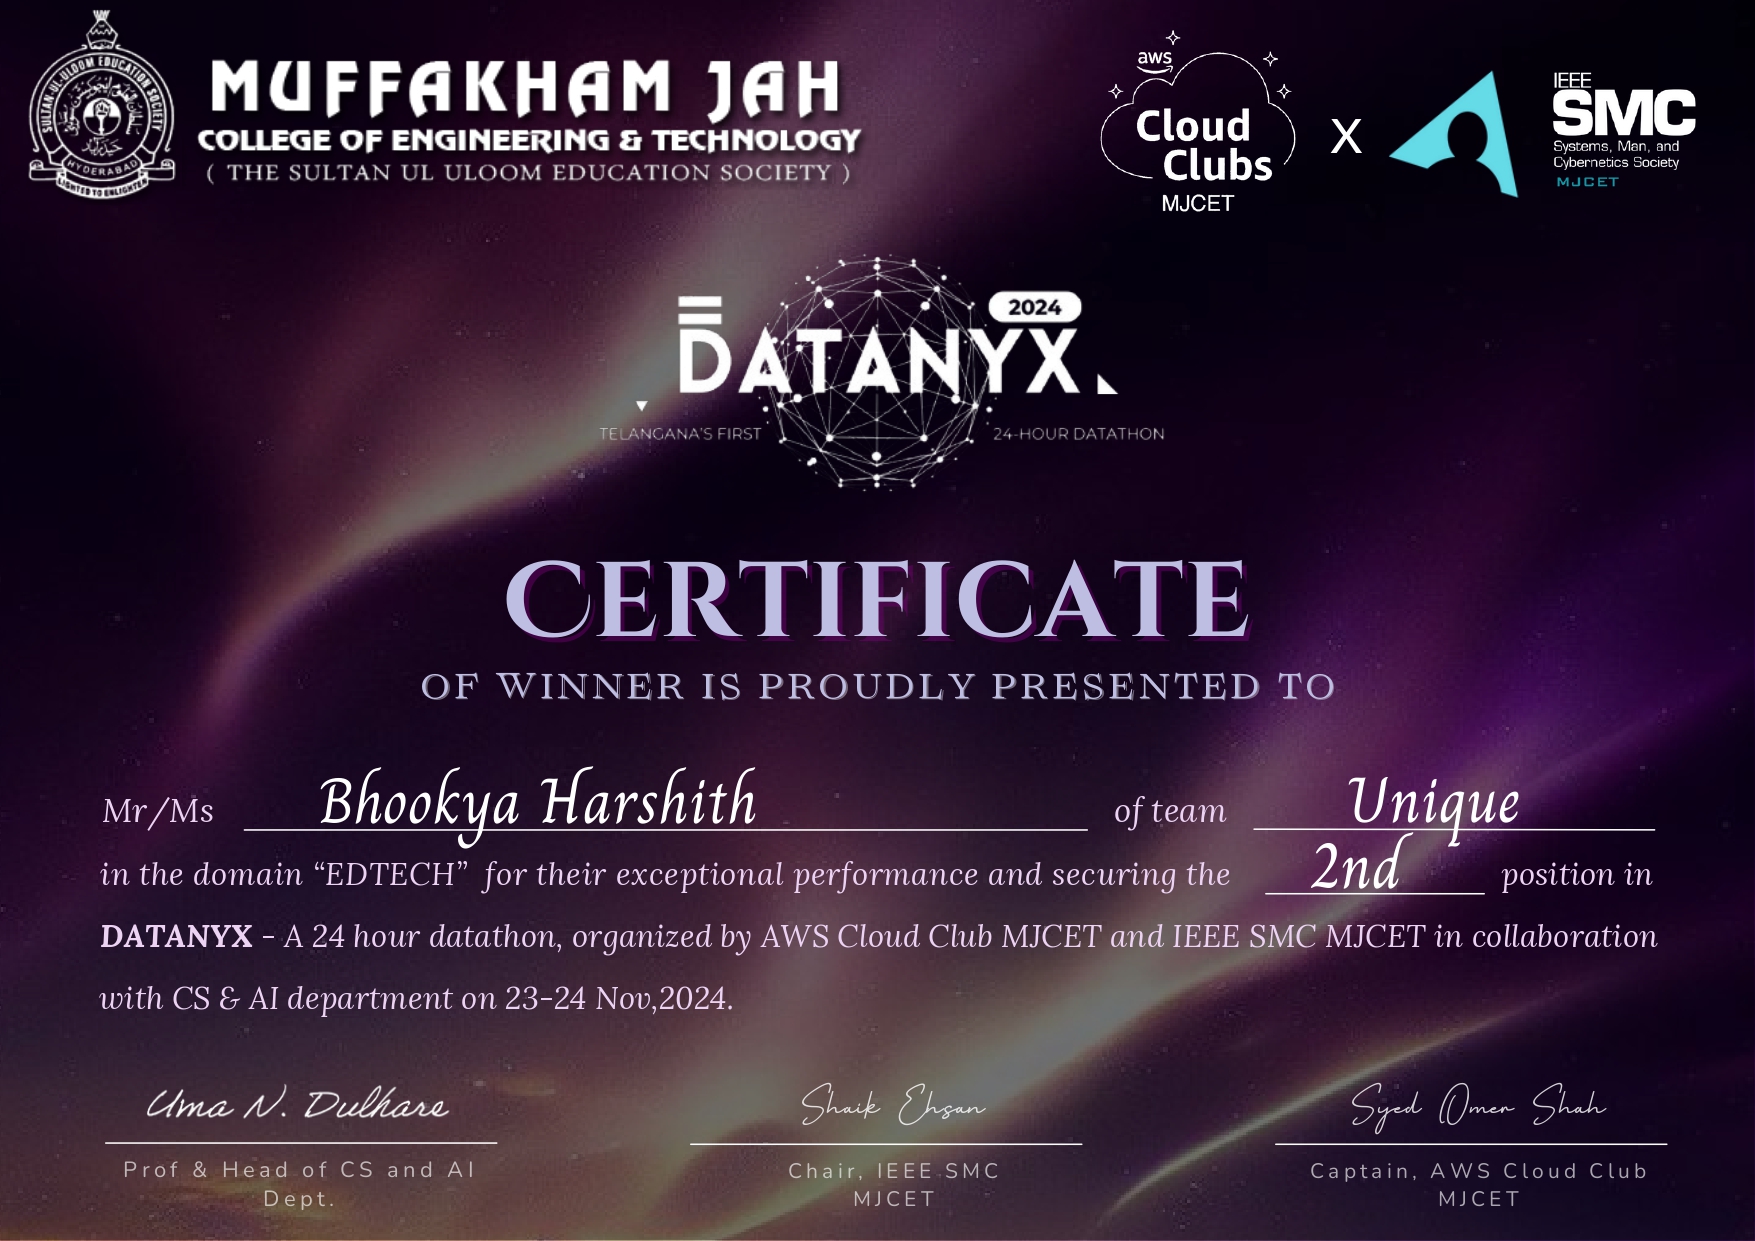 SULTAN-UL-ULOOM EDUCATION SOCIETY
HYDERABAD
MUFFAKHAM JAH
COLLEGE OF ENGINEERING & TECHNOLOGY
( THE SULTAN UL ULOOM EDUCATION SOCIETY )
aws
Cloud
Clubs
MJCET
X
IEEE
SMC
Systems, Man, and
Cybernetics Society
MJCET
2024
DATANYX
TELANGANA'S FIRST 24-HOUR DATATHON
CERTIFICATE
OF WINNER IS PROUDLY PRESENTED TO
Mr/Ms Bhookya Harshith of team Unique
in the domain “EDTECH” for their exceptional performance and securing the 2nd position in
DATANYX - A 24 hour datathon, organized by AWS Cloud Club MJCET and IEEE SMC MJCET in collaboration
with CS & AI department on 23-24 Nov,2024.
Uma N. Dulhare
Prof & Head of CS and AI
Dept.
Shaik Ehsan
Chair, IEEE SMC
MJCET
Syed Omer Shah
Captain, AWS Cloud Club
MJCET